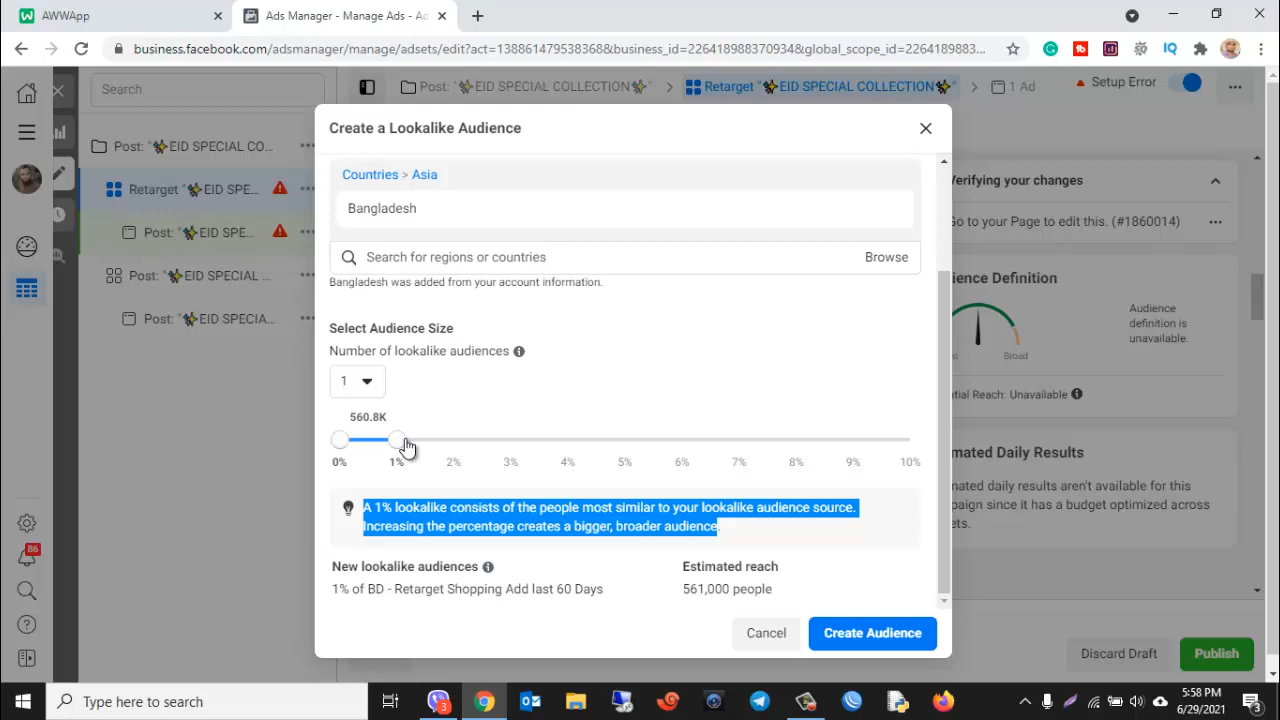 AWWApp
Ads Manager - Manage Ads - Ad
business.facebook.com/adsmanager/manage/adsets/edit?act=138861479538368&business_id=226418988370934&global_scope_id=2264189883...
Search
Post: "✨EID SPECIAL COLLECTION✨"
Retarget "✨EID SPECIAL COLLECTION✨"
1 Ad
Setup Error
Create a Lookalike Audience
Post: "✨EID SPECIAL CO...
Retarget "✨EID SPE...
Post: "✨EID SPE...
Post: "✨EID SPECIAL ...
Post: "✨EID SPECIA...
Countries > Asia
Bangladesh
Search for regions or countries
Browse
Bangladesh was added from your account information.
Select Audience Size
Number of lookalike audiences
1
560.8K
0% 1% 2% 3% 4% 5% 6% 7% 8% 9% 10%
A 1% lookalike consists of the people most similar to your lookalike audience source.
Increasing the percentage creates a bigger, broader audience.
New lookalike audiences
Estimated reach
1% of BD - Retarget Shopping Add last 60 Days
561,000 people
Cancel
Create Audience
Verifying your changes
Go to your Page to edit this. (#1860014)
ience Definition
Audience
definition is
unavailable.
d
Broad
ntial Reach: Unavailable
mated Daily Results
nated daily results aren't available for this
paign since it has a budget optimized across
ets.
Discard Draft
Publish
86
Type here to search
3
5:58 PM
6/29/2021
3